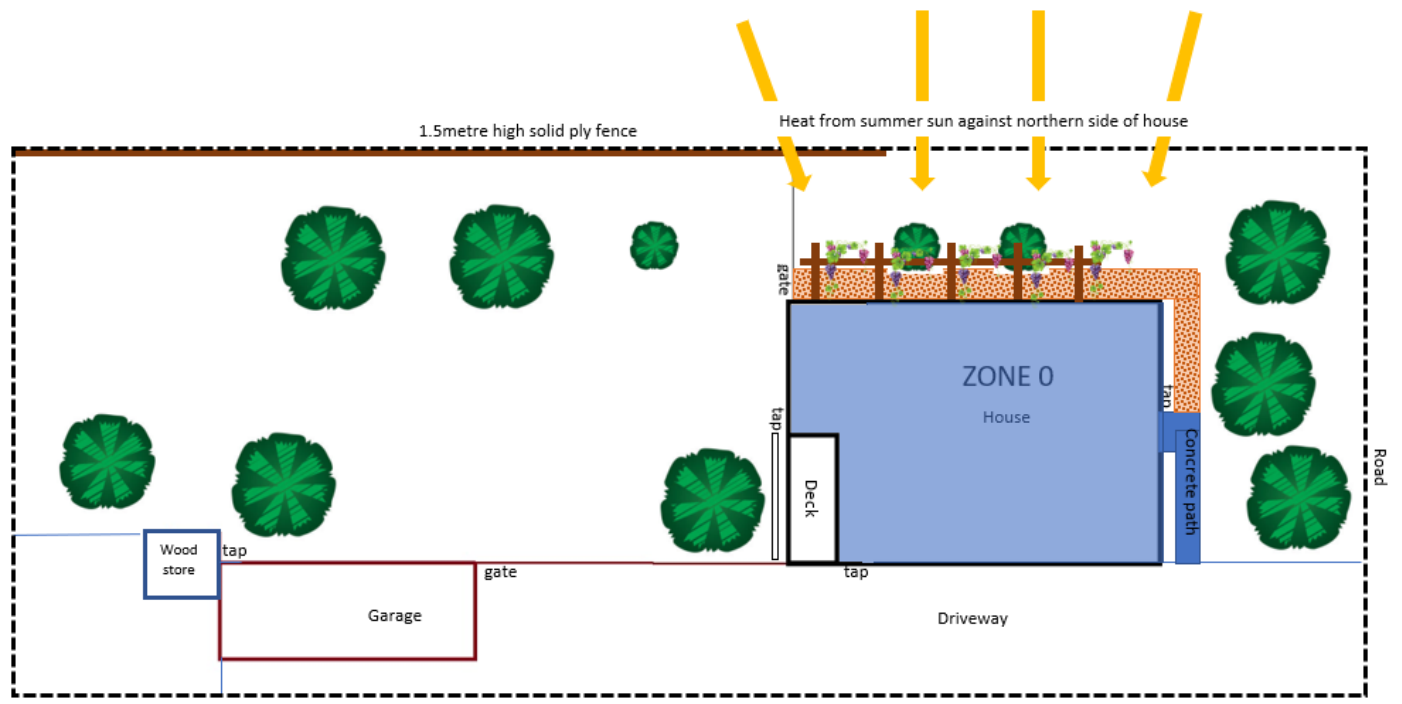 Heat from summer sun against northern side of house
1.5metre high solid ply fence
gate
ZONE 0
House
tap
tap
Concrete path
Road
Deck
Wood
store
tap
gate
tap
Garage
Driveway